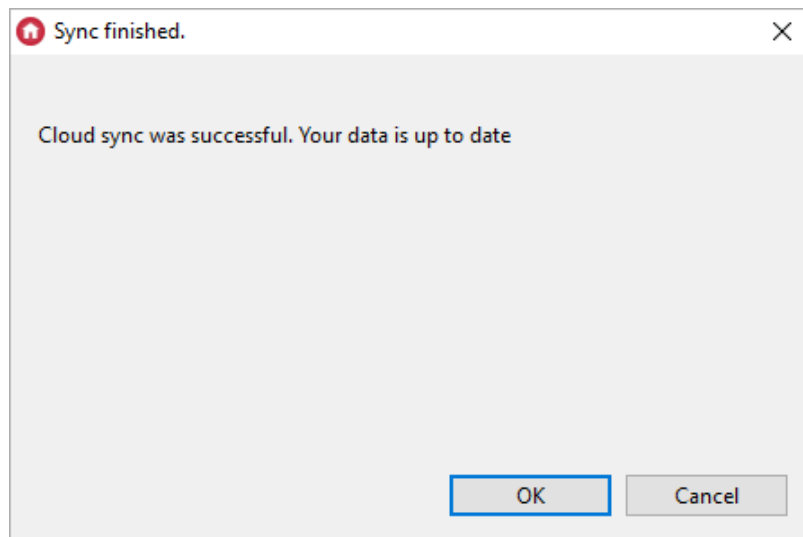 Sync finished.
Cloud sync was successful. Your data is up to date
OK
Cancel